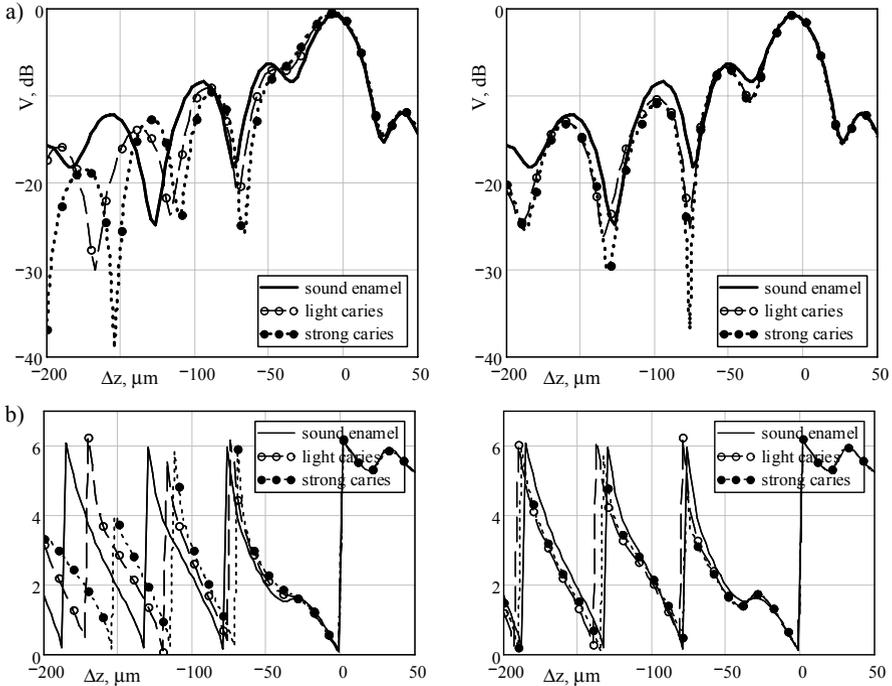 a)
0
−10
−20
−30
−40
V, dB
sound enamel
light caries
strong caries
−200
−100
0
50
Δz, μm
0
−10
−20
−30
−40
V, dB
sound enamel
light caries
strong caries
−200
−100
−50
0
50
Δz, μm
b)
6
4
2
0
sound enamel
light caries
strong caries
−200
−100
−50
0
50
Δz, μm
6
4
2
0
sound enamel
light caries
strong caries
−200
−100
−50
0
50
Δz, μm